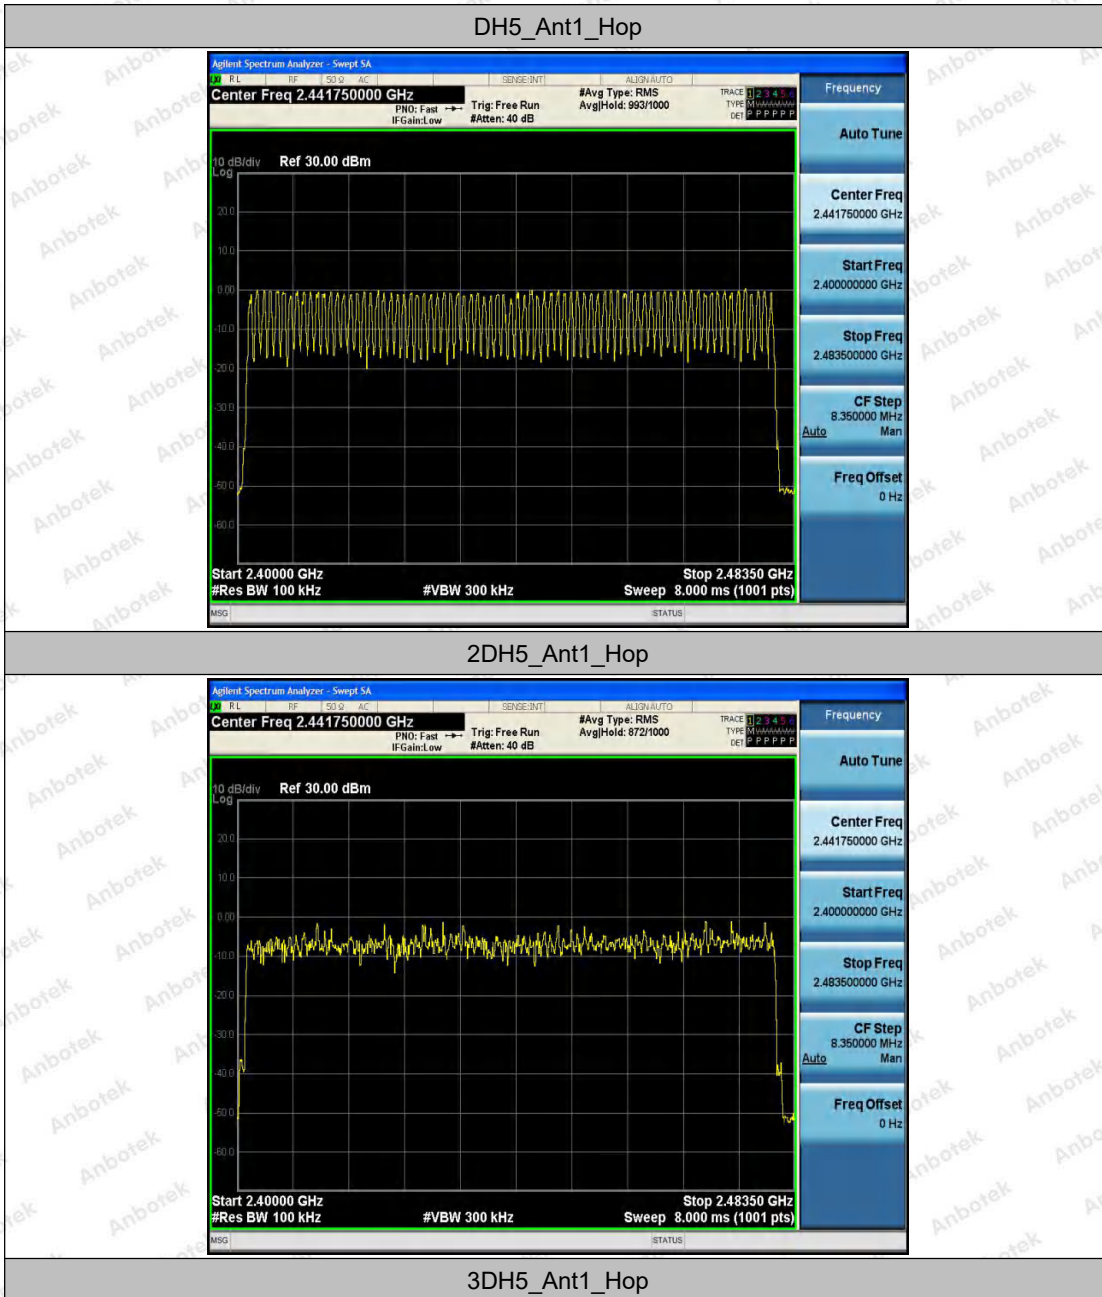 DH5_Ant1_Hop
Agilent Spectrum Analyzer - Swept SA
RL RF 50 Ω AC SENSE:INT ALIGN AUTO
Center Freq 2.441750000 GHz
PNO: Fast
IFGain:Low
Trig: Free Run
#Atten: 40 dB
#Avg Type: RMS
Avg|Hold: 993/1000
TRACE 1 2 3 4 5 6
TYPE M
DET P P P P P P
10 dB/div Ref 30.00 dBm
Log
20.0
10.0
0.00
-10.0
-20.0
-30.0
-40.0
-50.0
-60.0
Start 2.40000 GHz Stop 2.48350 GHz
#Res BW 100 kHz #VBW 300 kHz Sweep 8.000 ms (1001 pts)
MSG STATUS
Frequency
Auto Tune
Center Freq
2.441750000 GHz
Start Freq
2.400000000 GHz
Stop Freq
2.483500000 GHz
CF Step
8.350000 MHz
Auto Man
Freq Offset
0 Hz
2DH5_Ant1_Hop
Agilent Spectrum Analyzer - Swept SA
RL RF 50 Ω AC SENSE:INT ALIGN AUTO
Center Freq 2.441750000 GHz
PNO: Fast
IFGain:Low
Trig: Free Run
#Atten: 40 dB
#Avg Type: RMS
Avg|Hold: 872/1000
TRACE 1 2 3 4 5 6
TYPE M
DET P P P P P P
10 dB/div Ref 30.00 dBm
Log
20.0
10.0
0.00
-10.0
-20.0
-30.0
-40.0
-50.0
-60.0
Start 2.40000 GHz Stop 2.48350 GHz
#Res BW 100 kHz #VBW 300 kHz Sweep 8.000 ms (1001 pts)
MSG STATUS
Frequency
Auto Tune
Center Freq
2.441750000 GHz
Start Freq
2.400000000 GHz
Stop Freq
2.483500000 GHz
CF Step
8.350000 MHz
Auto Man
Freq Offset
0 Hz
3DH5_Ant1_Hop
Anbotek